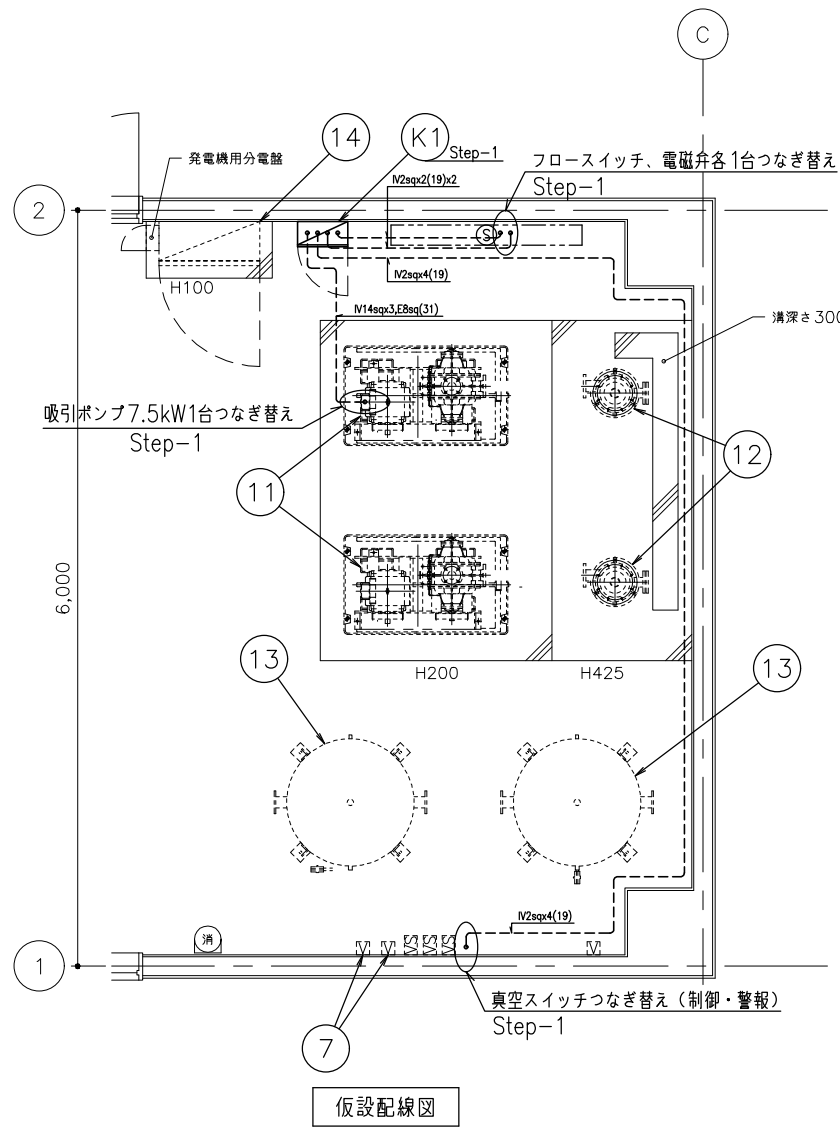 C
14
K1
Step-1
発電機用分電盤
フロースイッチ、電磁弁各1台つなぎ替え
Step-1
IV2sqx2(19)x2
2
S
H100
IV2sqx4(19)
IV14sqx3,E8sq(31)
溝深さ300
吸引ポンプ7.5kW1台つなぎ替え
Step-1
12
11
6,000
H200
H425
13
13
IV2sqx4(19)
消
V
V
VS
VS
VS
V
1
真空スイッチつなぎ替え（制御・警報）
Step-1
7
仮設配線図